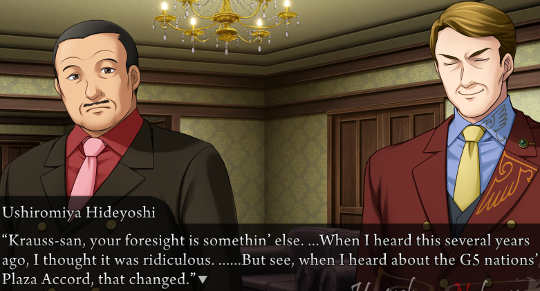 Ushiromiya Hideyoshi
“Krauss-san, your foresight is somethin’ else. ...When I heard this several years
ago, I thought it was ridiculous. ......But see, when I heard about the G5 nations’
Plaza Accord, that changed.”